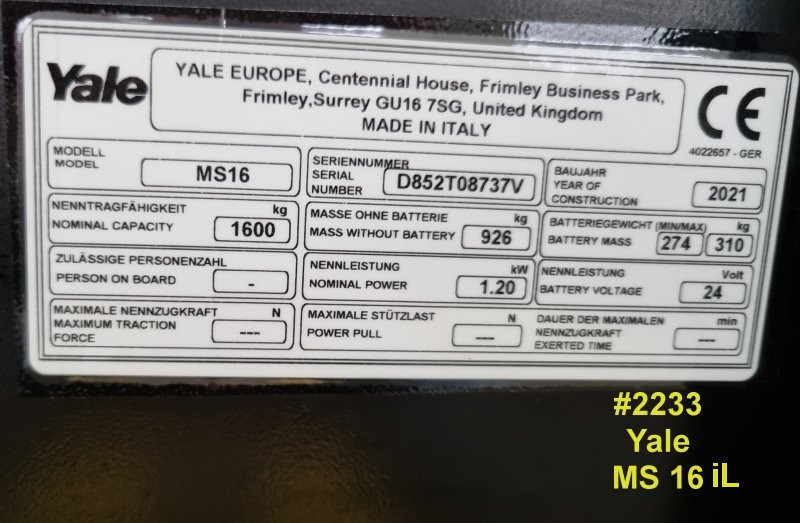 Yale
YALE EUROPE, Centennial House, Frimley Business Park,
Frimley,Surrey GU16 7SG, United Kingdom
MADE IN ITALY
CE
4022657 - GER
MODELL
MODEL
MS16
SERIENNUMMER
SERIAL
NUMBER
D852T08737V
BAUJAHR
YEAR OF
CONSTRUCTION
2021
NENNTRAGFÄHIGKEIT kg
NOMINAL CAPACITY 1600
MASSE OHNE BATTERIE kg
MASS WITHOUT BATTERY 926
BATTERIEGEWICHT (MIN/MAX) kg
BATTERY MASS 274 310
ZULÄSSIGE PERSONENZAHL
PERSON ON BOARD -
NENNLEISTUNG kW
NOMINAL POWER 1.20
NENNLEISTUNG Volt
BATTERY VOLTAGE 24
MAXIMALE NENNZUGKRAFT N
MAXIMUM TRACTION
FORCE ---
MAXIMALE STÜTZLAST N
POWER PULL ---
DAUER DER MAXIMALEN min
NENNZUGKRAFT
EXERTED TIME ---
#2233
Yale
MS 16 iL